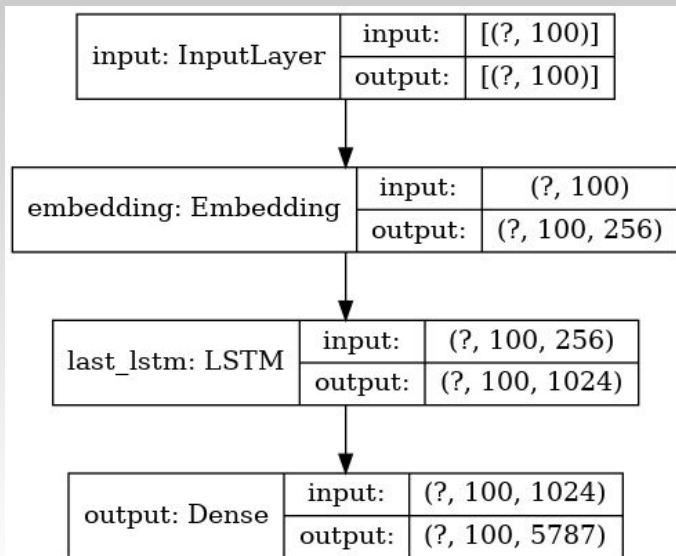 input: InputLayer
input: [(?, 100)]
output: [(?, 100)]
embedding: Embedding
input: (?, 100)
output: (?, 100, 256)
last_lstm: LSTM
input: (?, 100, 256)
output: (?, 100, 1024)
output: Dense
input: (?, 100, 1024)
output: (?, 100, 5787)